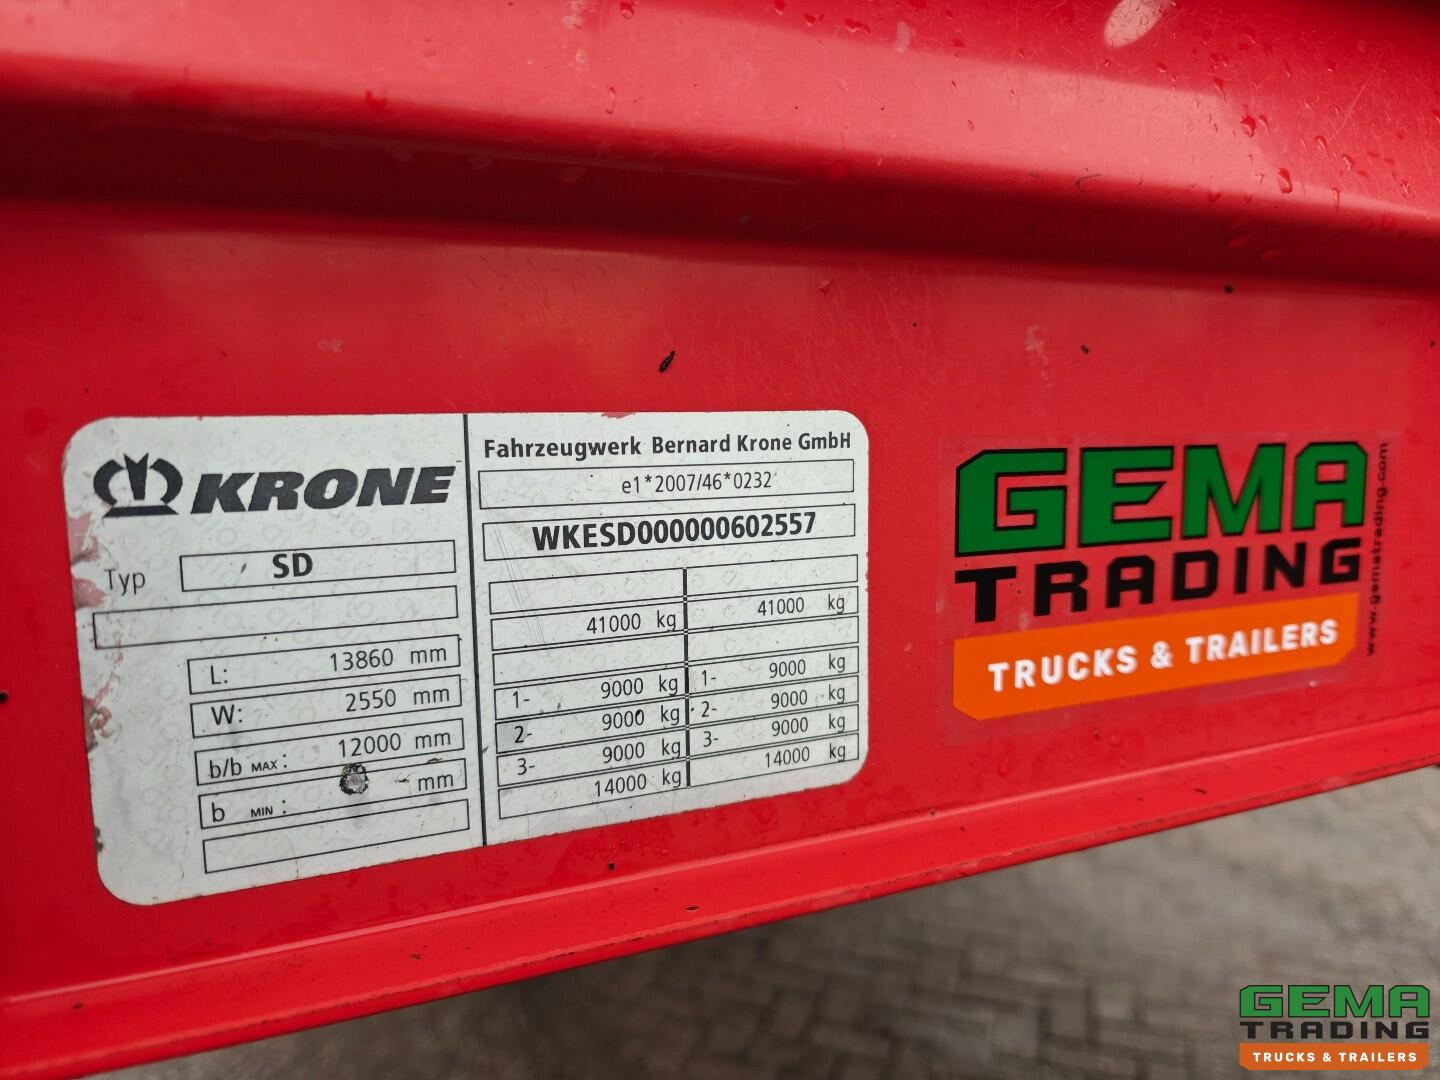 KRONE
Typ SD
L: 13860 mm
W: 2550 mm
b/b MAX : 12000 mm
b MIN : - mm
Fahrzeugwerk Bernard Krone GmbH
e1*2007/46*0232
WKESD000000602557
41000 kg 41000 kg
1- 9000 kg 1- 9000 kg
2- 9000 kg 2- 9000 kg
3- 9000 kg 3- 9000 kg
14000 kg 14000 kg
GEMA
TRADING
TRUCKS & TRAILERS
www.gematrading.com
GEMA
TRADING
TRUCKS & TRAILERS